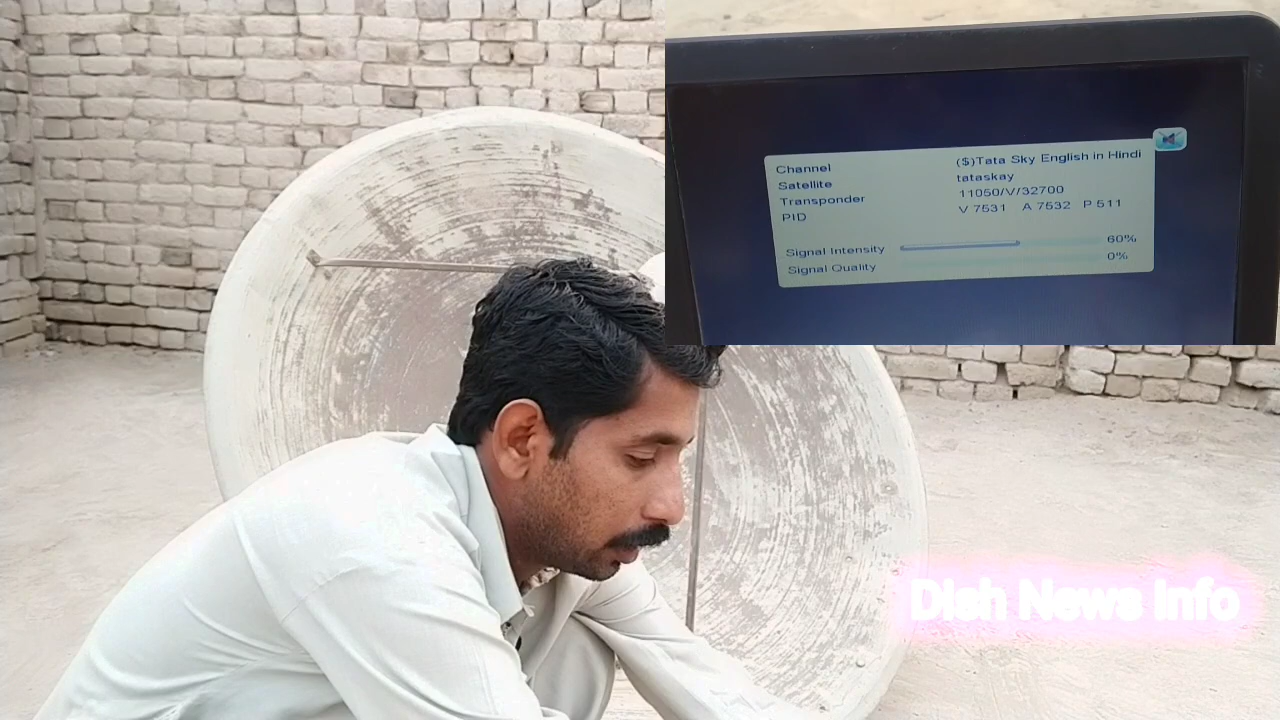 Channel ($)Tata Sky English in Hindi
Satellite tataskay
Transponder 11050/V/32700
PID V 7531 A 7532 P 511
Signal Intensity 60%
Signal Quality 0%
Dish News Info